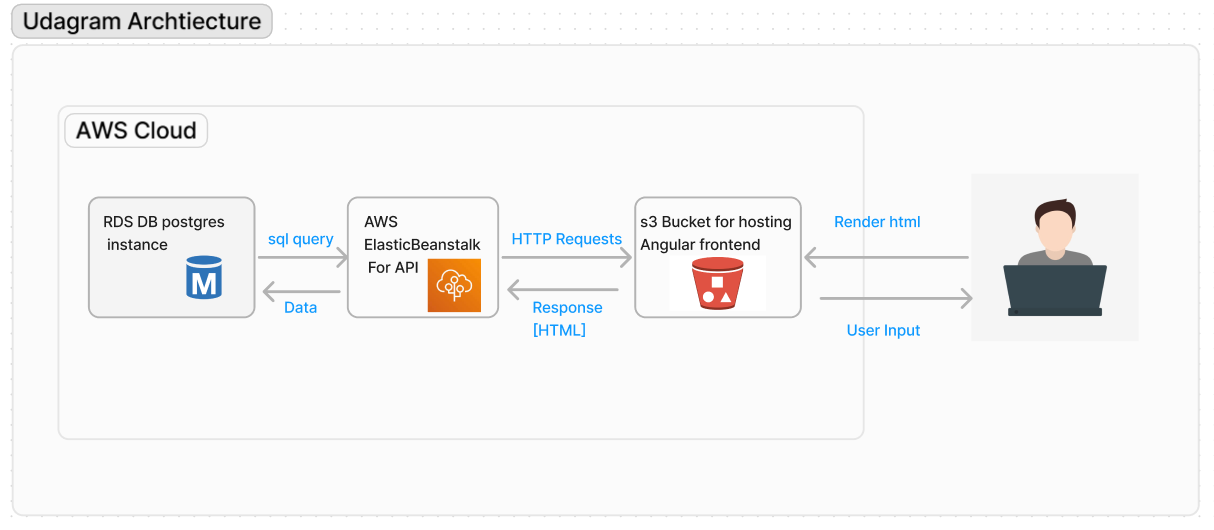 Udagram Archtiecture
AWS Cloud
RDS DB postgres
instance
M
sql query
Data
AWS
ElasticBeanstalk
For API
HTTP Requests
Response
[HTML]
s3 Bucket for hosting
Angular frontend
Render html
User Input